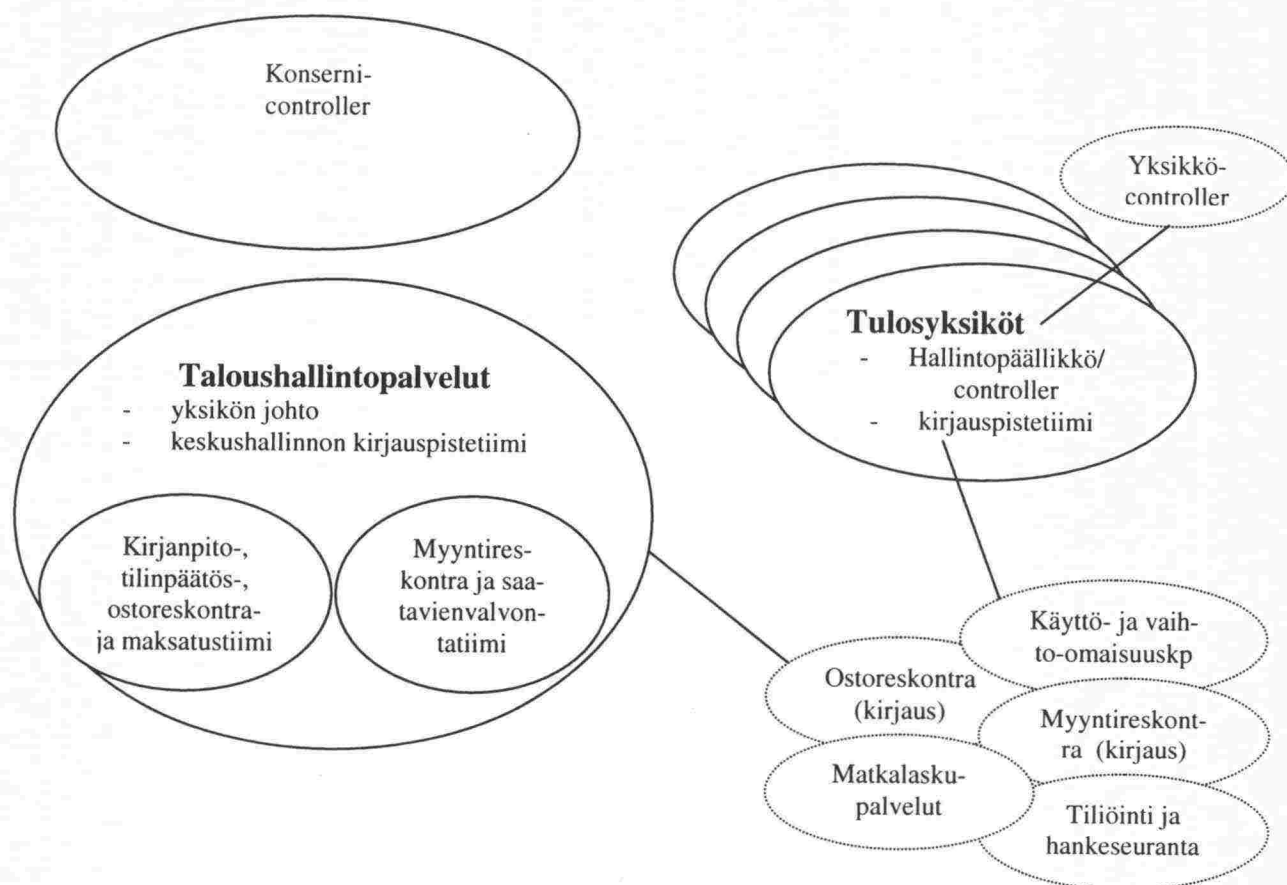 Konserni-
controller
Yksikkö-
controller
Tulosyksiköt
- Hallintopäällikkö/
controller
- kirjauspistetiimi
Taloushallintopalvelut
- yksikön johto
- keskushallinnon kirjauspistetiimi
Kirjanpito-,
tilinpäätös-,
ostoreskontra-
ja maksatustiimi
Myyntires-
kontra ja saa-
tavienvalvon-
tatiimi
Käyttö- ja vaih-
to-omaisuuskp
Ostoreskontra
(kirjaus)
Myyntireskont-
ra (kirjaus)
Matkalasku-
palvelut
Tiliöinti ja
hankeseuranta